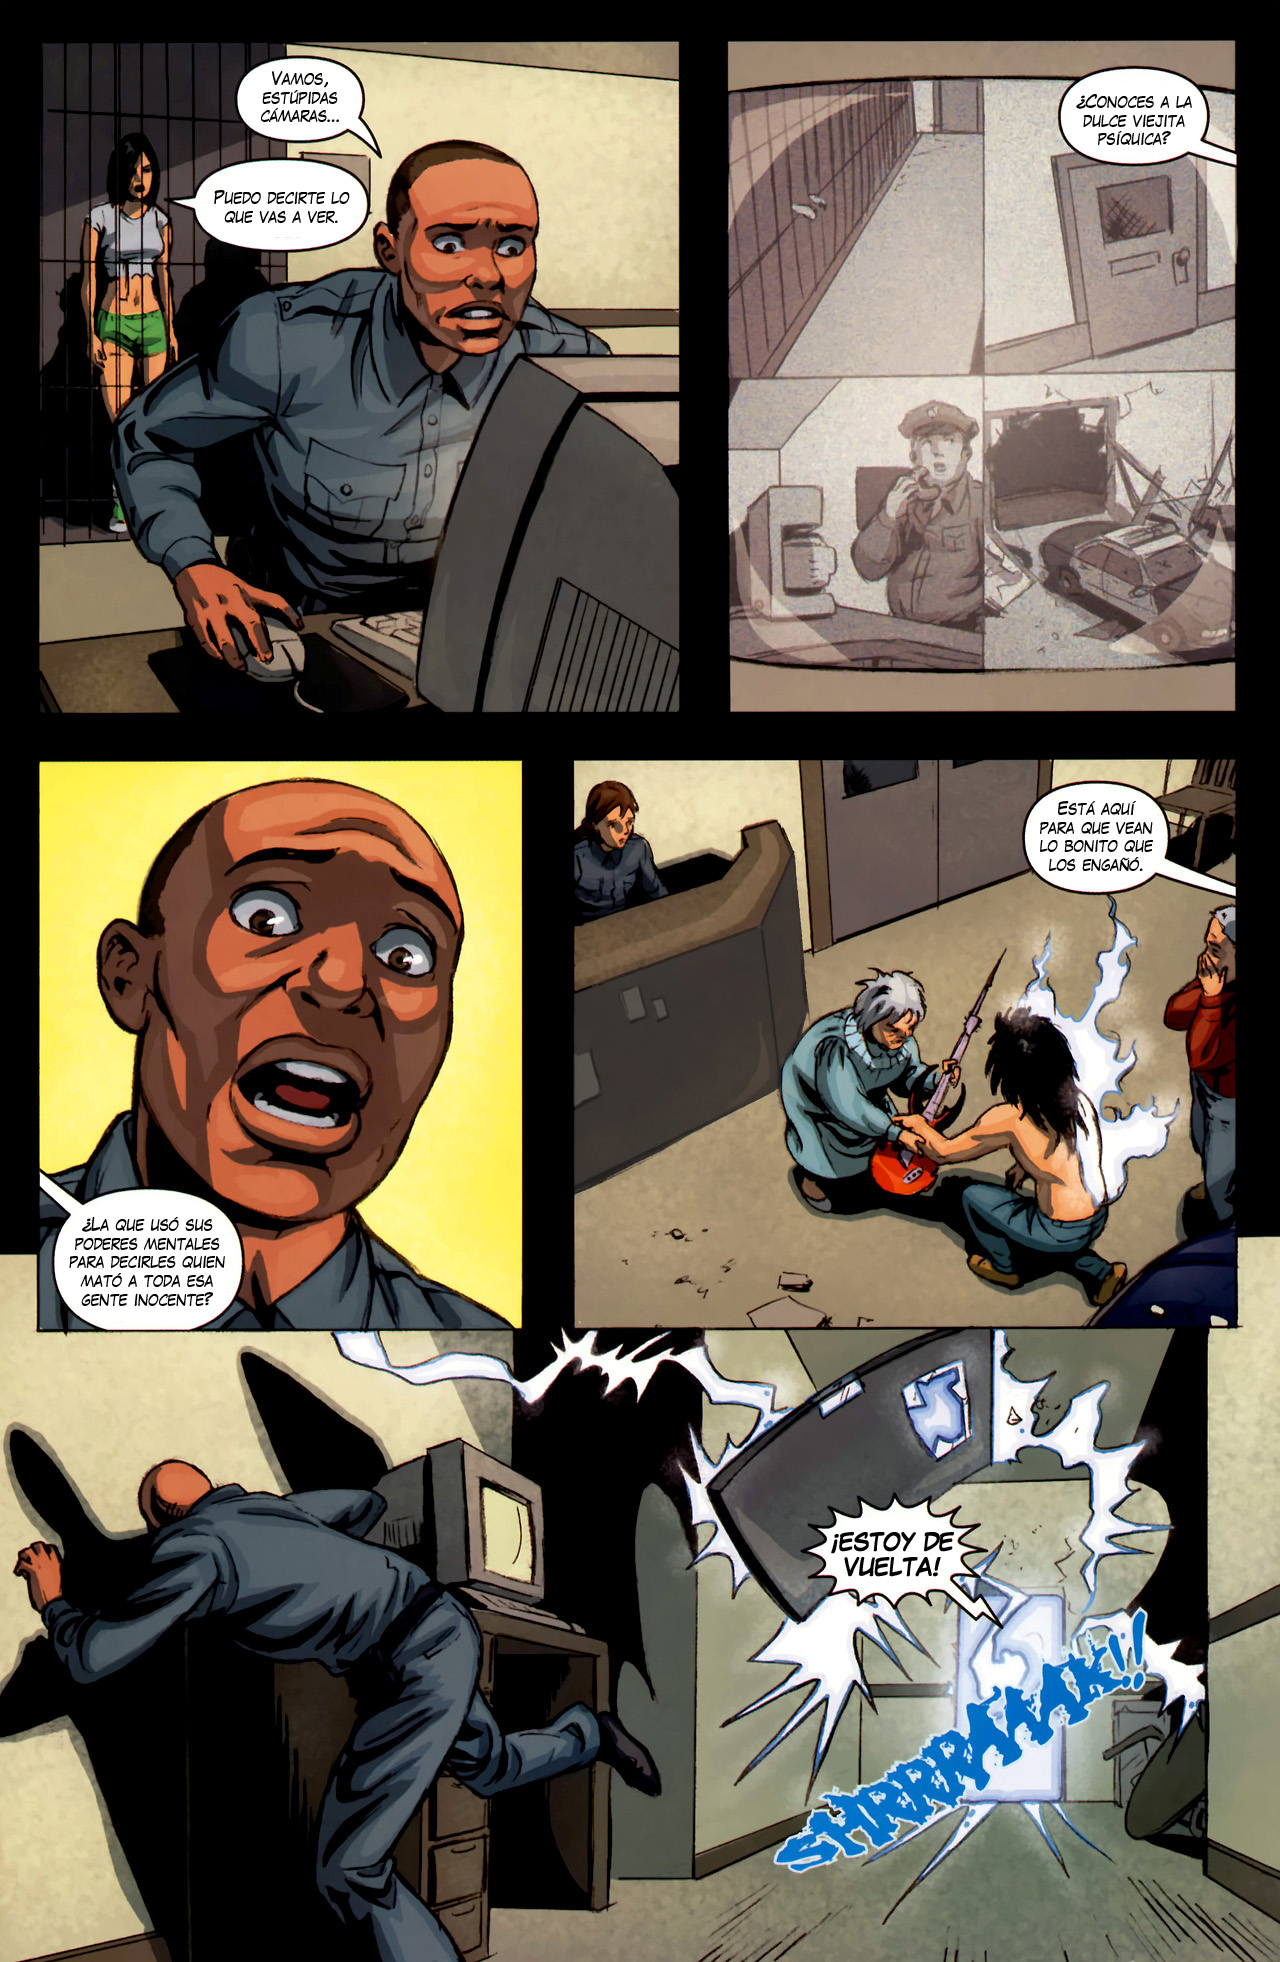 VAMOS,
ESTÚPIDAS
CÁMARAS...
PUEDO DECIRTE LO
QUE VAS A VER.
¿CONOCES A LA
DULCE VIEJITA
PSÍQUICA?
¿LA QUE USÓ SUS
PODERES MENTALES
PARA DECIRLES QUIEN
MATÓ A TODA ESA
GENTE INOCENTE?
ESTÁ AQUÍ
PARA QUE VEAN
LO BONITO QUE
LOS ENGAÑÓ.
¡ESTOY DE
VUELTA!
SHRRRRAAAAK!!